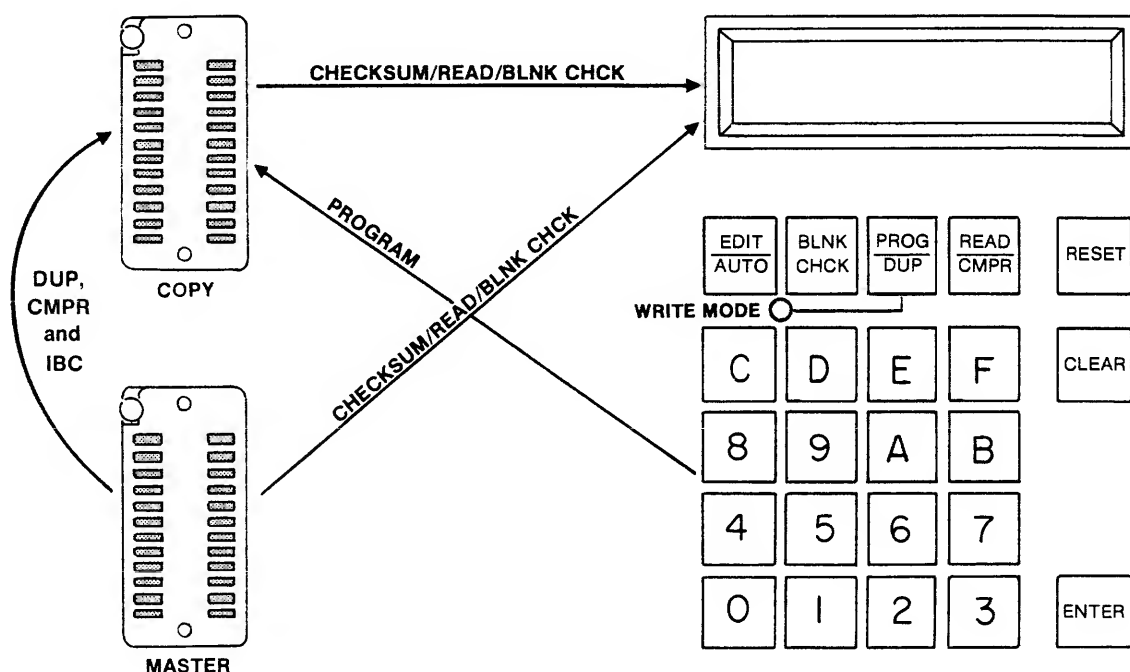 CHECKSUM/READ/BLNK CHCK
PROGRAM
CHECKSUM/READ/BLNK CHCK
DUP,
CMPR
and
IBC
COPY
MASTER
EDIT
AUTO
BLNK
CHCK
PROG
DUP
READ
CMPR
RESET
WRITE MODE
C D E F
CLEAR
8 9 A B
4 5 6 7
0 1 2 3
ENTER